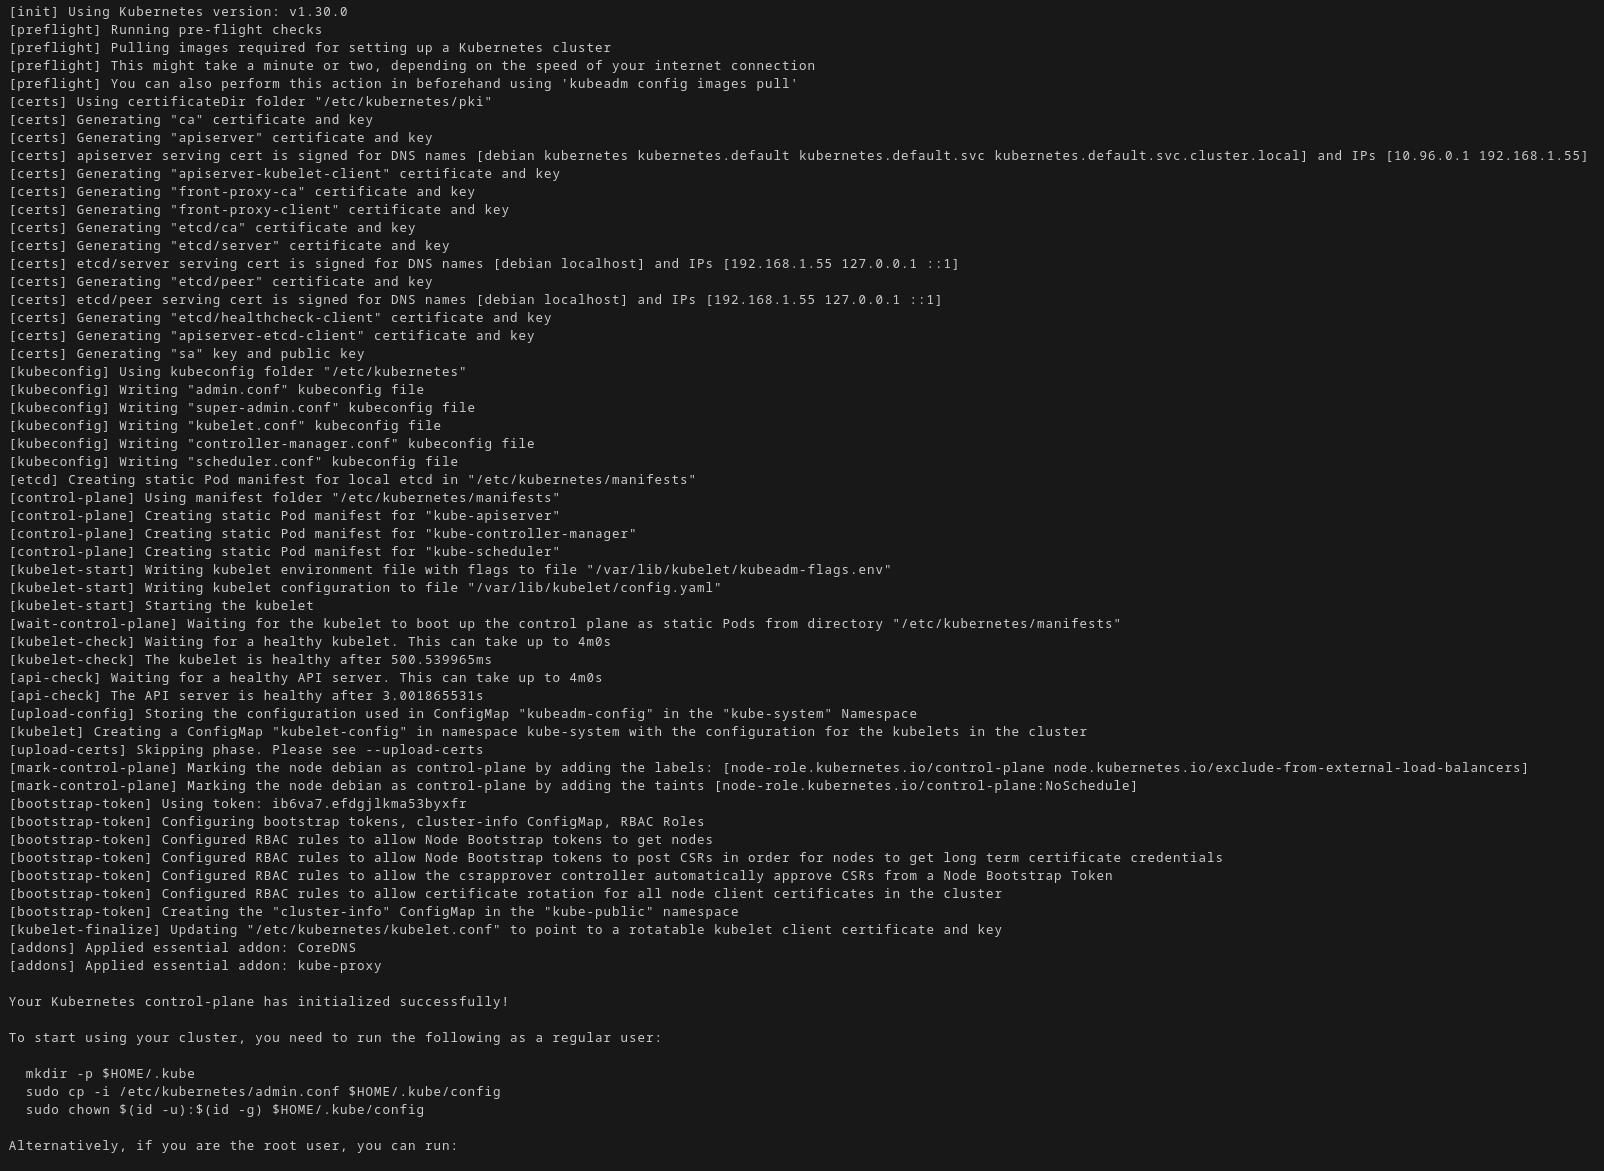 [init] Using Kubernetes version: v1.30.0
[preflight] Running pre-flight checks
[preflight] Pulling images required for setting up a Kubernetes cluster
[preflight] This might take a minute or two, depending on the speed of your internet connection
[preflight] You can also perform this action in beforehand using 'kubeadm config images pull'
[certs] Using certificateDir folder "/etc/kubernetes/pki"
[certs] Generating "ca" certificate and key
[certs] Generating "apiserver" certificate and key
[certs] apiserver serving cert is signed for DNS names [debian kubernetes kubernetes.default kubernetes.default.svc kubernetes.default.svc.cluster.local] and IPs [10.96.0.1 192.168.1.55]
[certs] Generating "apiserver-kubelet-client" certificate and key
[certs] Generating "front-proxy-ca" certificate and key
[certs] Generating "front-proxy-client" certificate and key
[certs] Generating "etcd/ca" certificate and key
[certs] Generating "etcd/server" certificate and key
[certs] etcd/server serving cert is signed for DNS names [debian localhost] and IPs [192.168.1.55 127.0.0.1 ::1]
[certs] Generating "etcd/peer" certificate and key
[certs] etcd/peer serving cert is signed for DNS names [debian localhost] and IPs [192.168.1.55 127.0.0.1 ::1]
[certs] Generating "etcd/healthcheck-client" certificate and key
[certs] Generating "apiserver-etcd-client" certificate and key
[certs] Generating "sa" key and public key
[kubeconfig] Using kubeconfig folder "/etc/kubernetes"
[kubeconfig] Writing "admin.conf" kubeconfig file
[kubeconfig] Writing "super-admin.conf" kubeconfig file
[kubeconfig] Writing "kubelet.conf" kubeconfig file
[kubeconfig] Writing "controller-manager.conf" kubeconfig file
[kubeconfig] Writing "scheduler.conf" kubeconfig file
[etcd] Creating static Pod manifest for local etcd in "/etc/kubernetes/manifests"
[control-plane] Using manifest folder "/etc/kubernetes/manifests"
[control-plane] Creating static Pod manifest for "kube-apiserver"
[control-plane] Creating static Pod manifest for "kube-controller-manager"
[control-plane] Creating static Pod manifest for "kube-scheduler"
[kubelet-start] Writing kubelet environment file with flags to file "/var/lib/kubelet/kubeadm-flags.env"
[kubelet-start] Writing kubelet configuration to file "/var/lib/kubelet/config.yaml"
[kubelet-start] Starting the kubelet
[wait-control-plane] Waiting for the kubelet to boot up the control plane as static Pods from directory "/etc/kubernetes/manifests"
[kubelet-check] Waiting for a healthy kubelet. This can take up to 4m0s
[kubelet-check] The kubelet is healthy after 500.539965ms
[api-check] Waiting for a healthy API server. This can take up to 4m0s
[api-check] The API server is healthy after 3.001865531s
[upload-config] Storing the configuration used in ConfigMap "kubeadm-config" in the "kube-system" Namespace
[kubelet] Creating a ConfigMap "kubelet-config" in namespace kube-system with the configuration for the kubelets in the cluster
[upload-certs] Skipping phase. Please see --upload-certs
[mark-control-plane] Marking the node debian as control-plane by adding the labels: [node-role.kubernetes.io/control-plane node.kubernetes.io/exclude-from-external-load-balancers]
[mark-control-plane] Marking the node debian as control-plane by adding the taints [node-role.kubernetes.io/control-plane:NoSchedule]
[bootstrap-token] Using token: ib6va7.efdgjlkma53byxfr
[bootstrap-token] Configuring bootstrap tokens, cluster-info ConfigMap, RBAC Roles
[bootstrap-token] Configured RBAC rules to allow Node Bootstrap tokens to get nodes
[bootstrap-token] Configured RBAC rules to allow Node Bootstrap tokens to post CSRs in order for nodes to get long term certificate credentials
[bootstrap-token] Configured RBAC rules to allow the csrapprover controller automatically approve CSRs from a Node Bootstrap Token
[bootstrap-token] Configured RBAC rules to allow certificate rotation for all node client certificates in the cluster
[bootstrap-token] Creating the "cluster-info" ConfigMap in the "kube-public" namespace
[kubelet-finalize] Updating "/etc/kubernetes/kubelet.conf" to point to a rotatable kubelet client certificate and key
[addons] Applied essential addon: CoreDNS
[addons] Applied essential addon: kube-proxy

Your Kubernetes control-plane has initialized successfully!

To start using your cluster, you need to run the following as a regular user:

  mkdir -p $HOME/.kube
  sudo cp -i /etc/kubernetes/admin.conf $HOME/.kube/config
  sudo chown $(id -u):$(id -g) $HOME/.kube/config

Alternatively, if you are the root user, you can run: